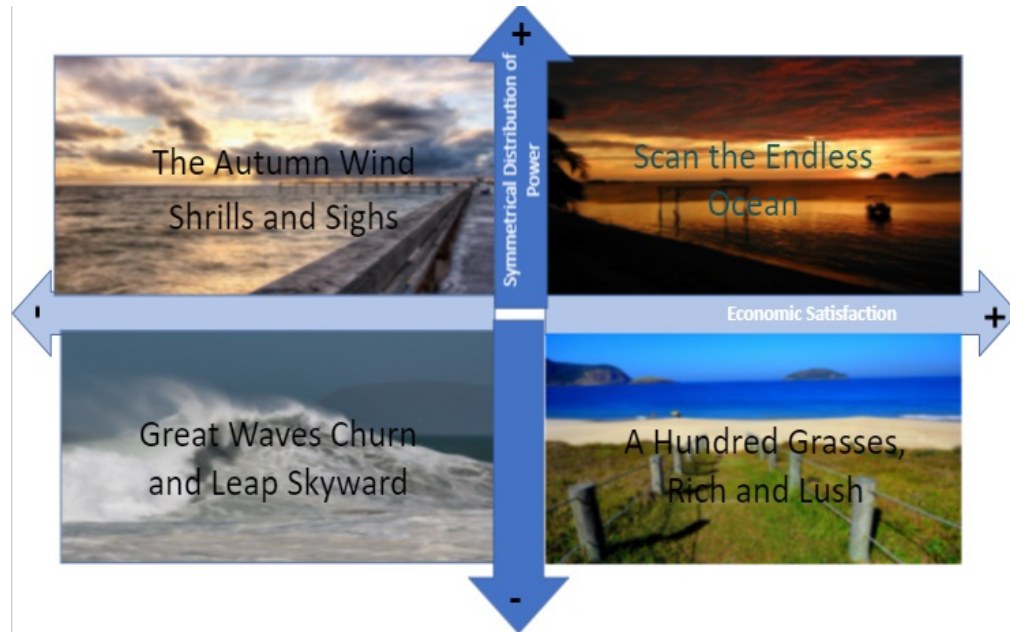 +
Symmetrical Distribution of
Power
The Autumn Wind
Shrills and Sighs
Scan the Endless
Ocean
-
Economic Satisfaction
+
Great Waves Churn
and Leap Skyward
A Hundred Grasses,
Rich and Lush
-